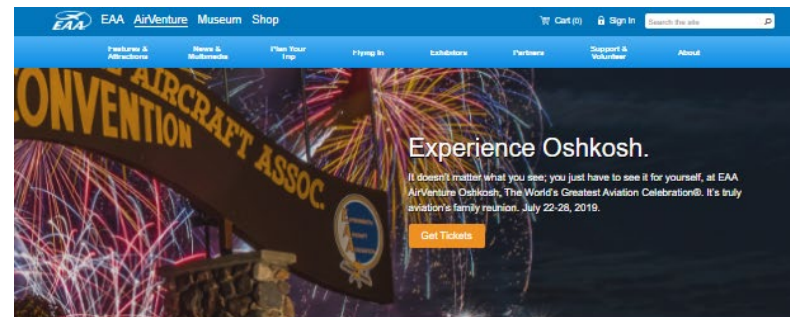 EAA
EAA AirVenture Museum Shop
Cart (0) Sign In Search the site
Features & Attractions
News & Multimedia
Plan Your Trip
Flying In
Exhibitors
Partners
Support & Volunteer
About
AIRCRAFT ASSOC.
CONVENTION
Experience Oshkosh.
It doesn't matter what you see; you just have to see it for yourself, at EAA
AirVenture Oshkosh, The World's Greatest Aviation Celebration®. It's truly
aviation's family reunion. July 22-28, 2019.
Get Tickets